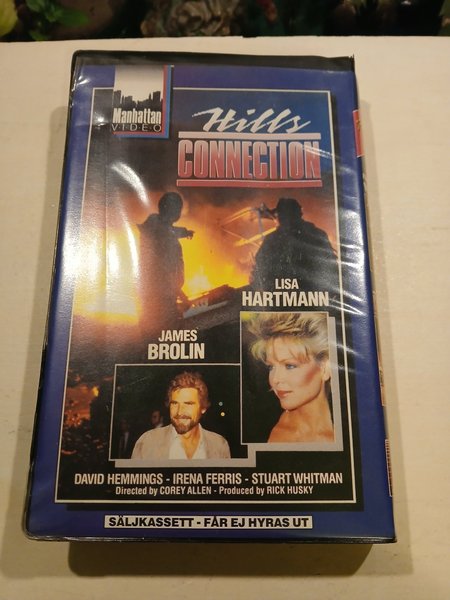 Manhattan
VIDEO
Hills
CONNECTION
LISA
HARTMANN
JAMES
BROLIN
DAVID HEMMINGS - IRENA FERRIS - STUART WHITMAN
Directed by COREY ALLEN - Produced by RICK HUSKY
SÄLJKASSETT - FÅR EJ HYRAS UT